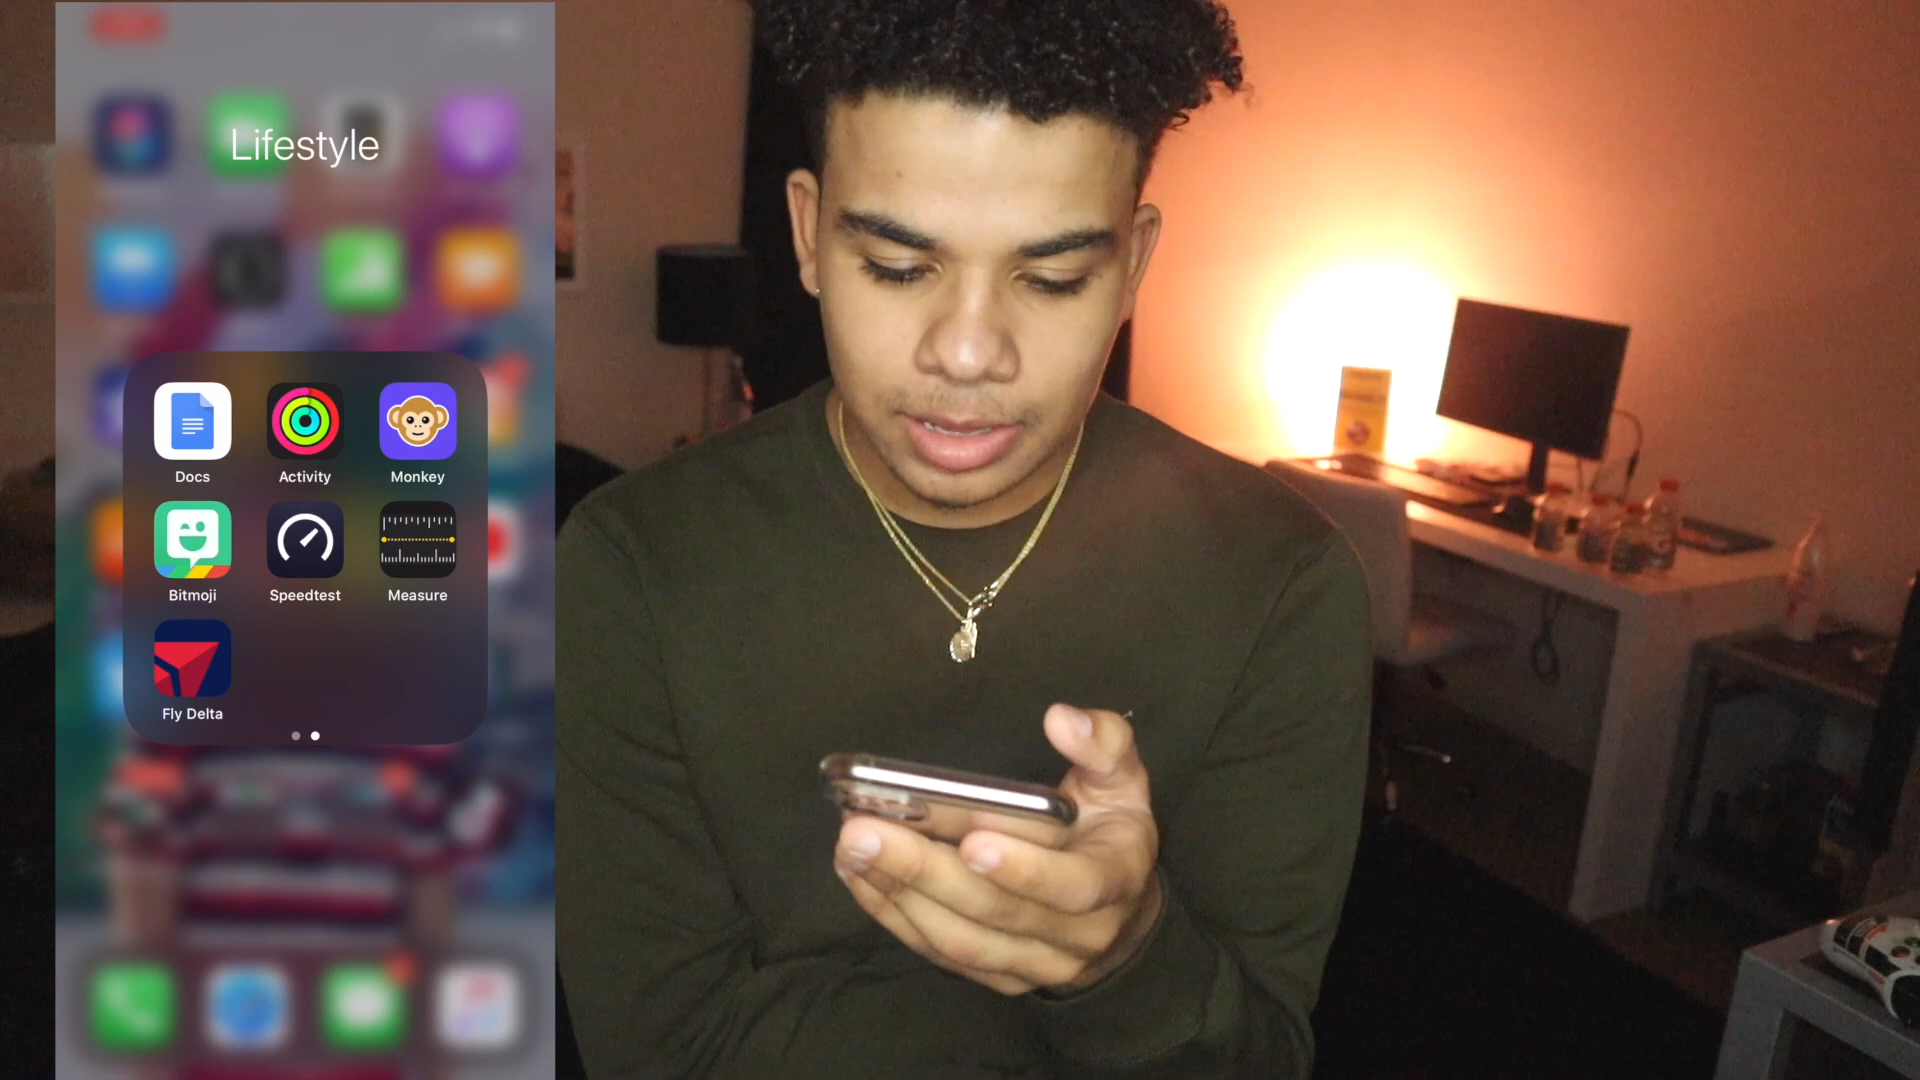 Lifestyle
Docs
Activity
Monkey
Bitmoji
Speedtest
Measure
Fly Delta